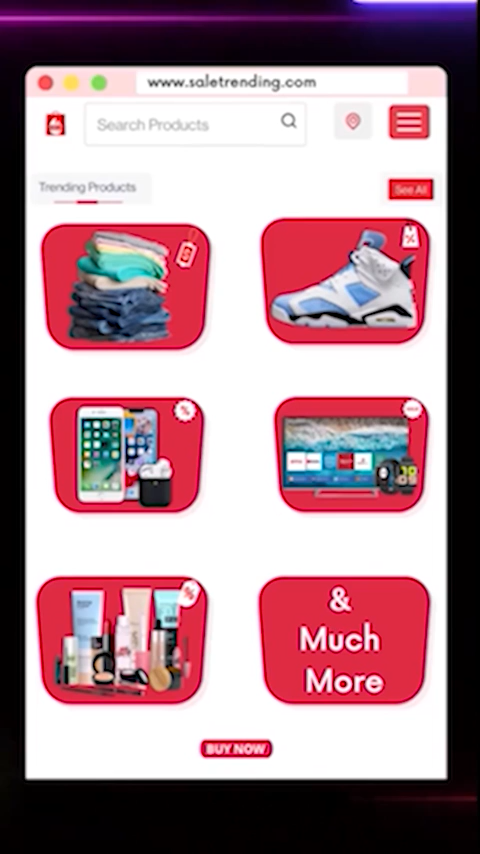 www.saletrending.com
Search Products
Trending Products
See All
&
Much
More
BUY NOW